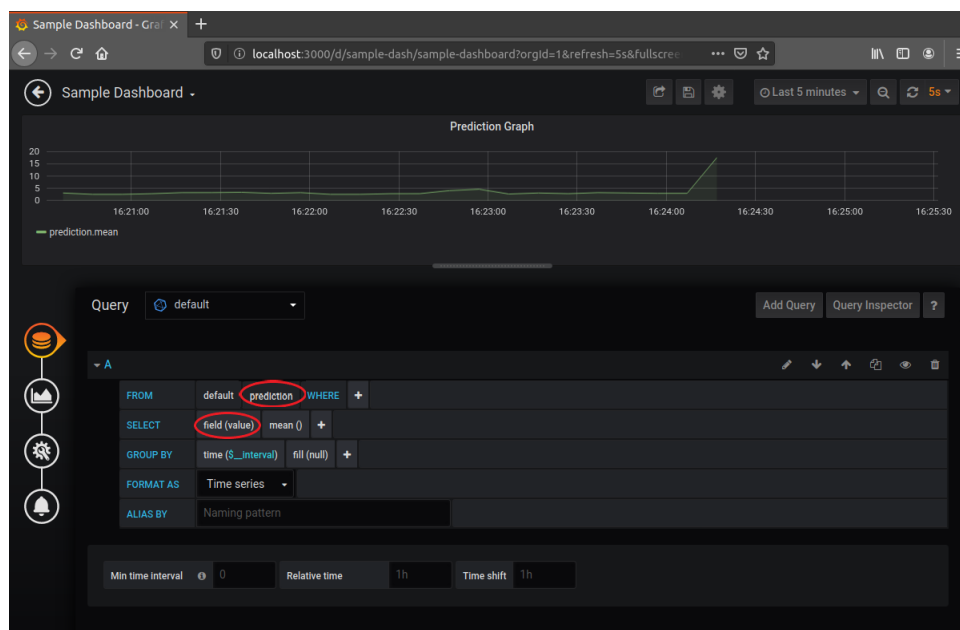 Sample Dashboard - Graf
localhost:3000/d/sample-dash/sample-dashboard?orgId=1&refresh=5s&fullscree
Sample Dashboard
Last 5 minutes 5s
Prediction Graph
20
15
10
5
0
16:21:00 16:21:30 16:22:00 16:22:30 16:23:00 16:23:30 16:24:00 16:24:30 16:25:00 16:25:30
prediction.mean
Query default Add Query Query Inspector ?
A
FROM default prediction WHERE +
SELECT field (value) mean () +
GROUP BY time ($__interval) fill (null) +
FORMAT AS Time series
ALIAS BY Naming pattern
Min time interval 0 Relative time 1h Time shift 1h